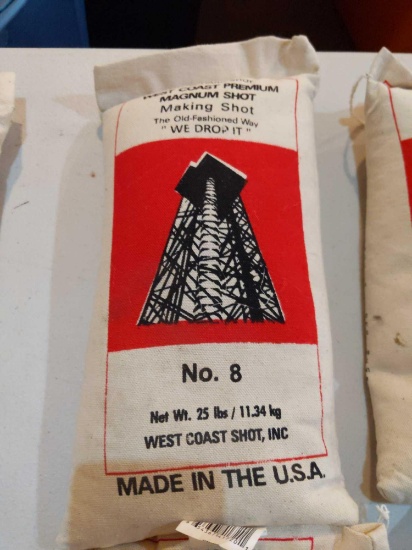 WEST COAST PREMIUM
MAGNUM SHOT
Making Shot
The Old-Fashioned Way
"WE DROP IT"
No. 8
Net Wt. 25 lbs / 11.34 kg
WEST COAST SHOT, INC
MADE IN THE U.S.A.